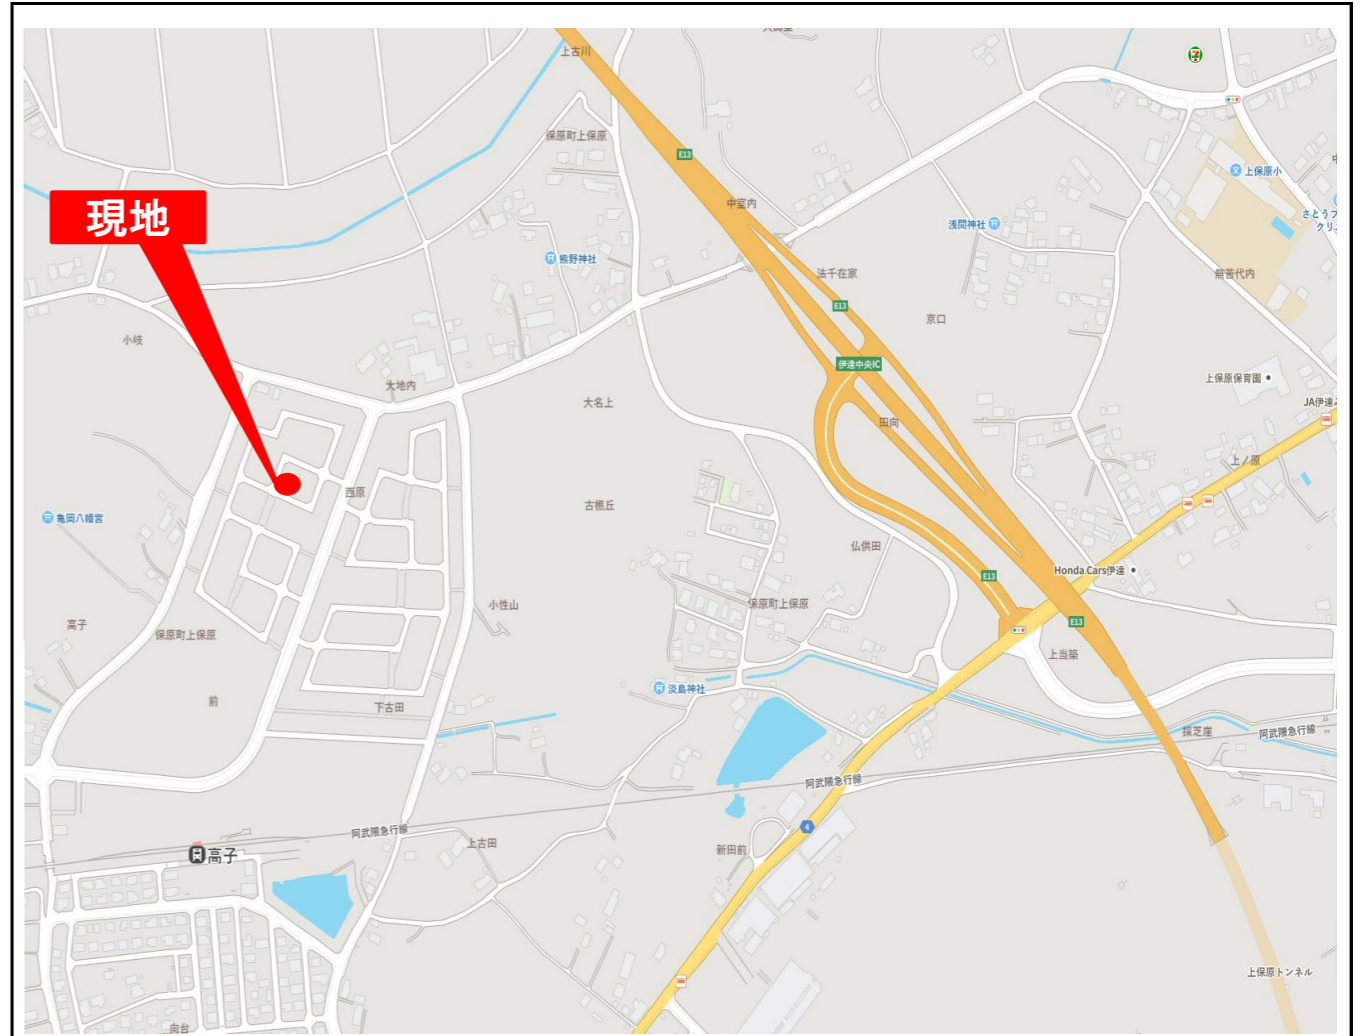 上古川
保原町上保原
E13
上保原小
現地
中室内
浅間神社
さとうフ
クリ
熊野神社
法千在家
無苦代内
E13
京口
小岐
伊達中央IC
上保原保育園
大地内
大名上
JA伊達み
田向
上ノ原
西原
古樋丘
亀岡八幡宮
仏供田
Honda Cars伊達
E13
小性山
保原町上保原
高子
保原町上保原
E13
上当築
淡島神社
前
下古田
採芝崖
阿武隈急行線
阿武隈急行線
4
阿武隈急行線
上古田
新田前
高子
上保原トンネル
向台